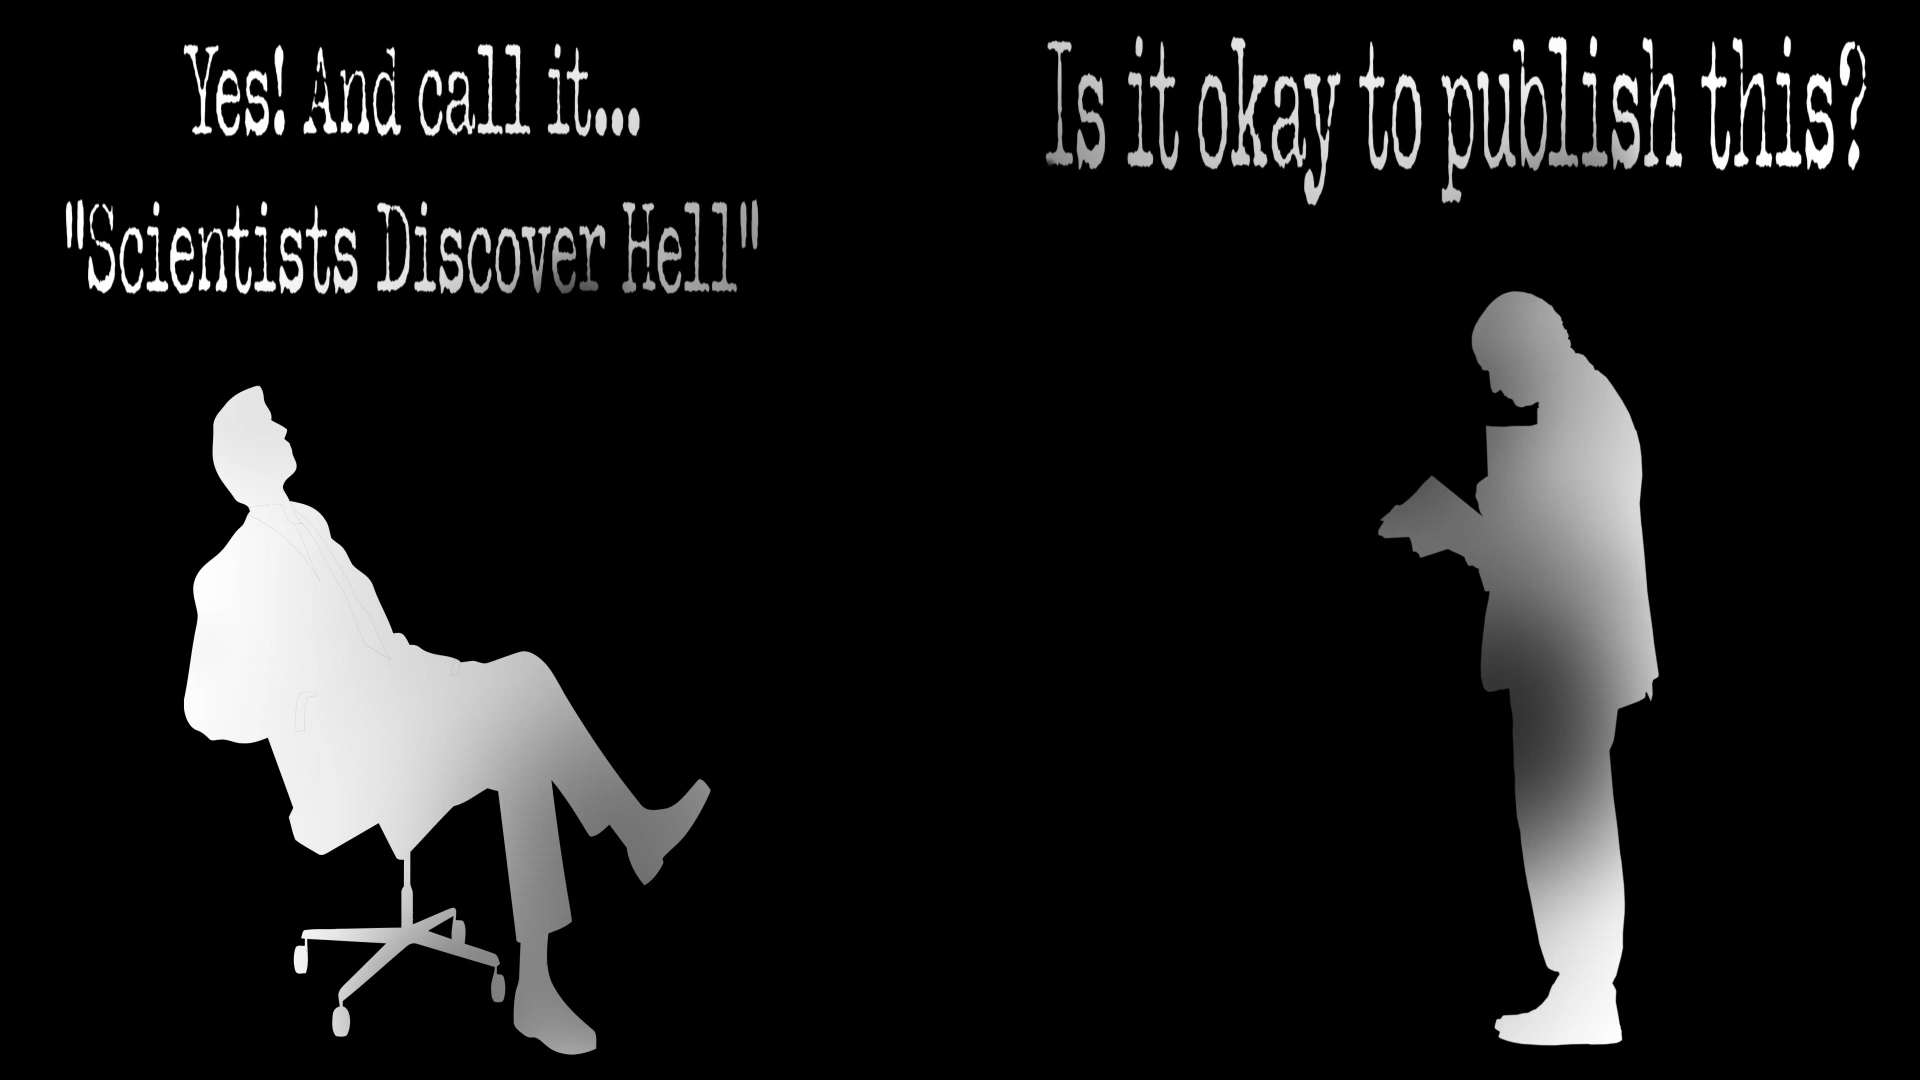 Yes! And call it...
"Scientists Discover Hell"
Is it okay to publish this?